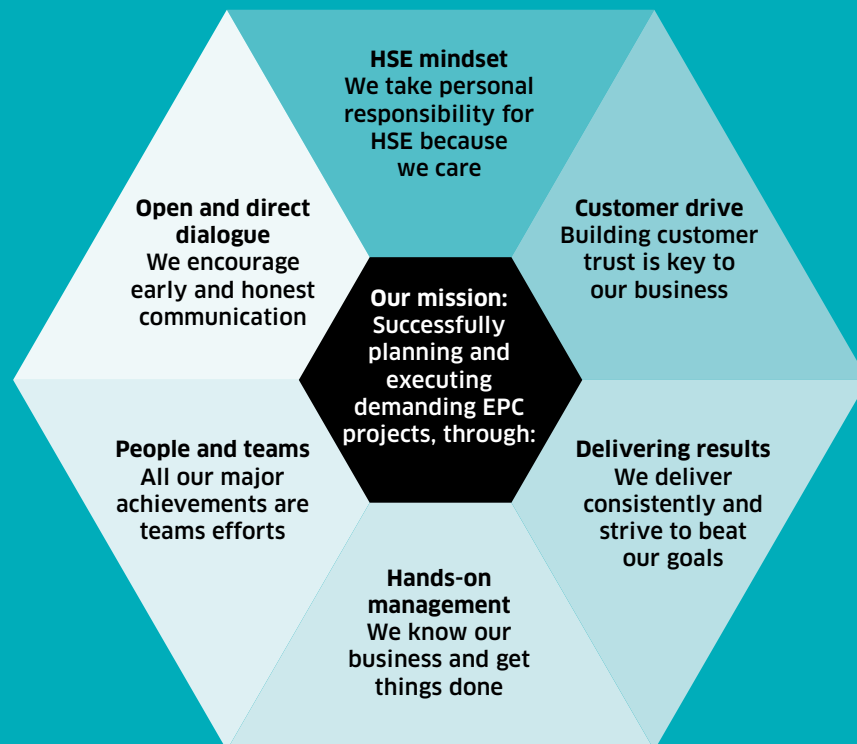 HSE mindset
We take personal
responsibility for
HSE because
we care
Customer drive
Building customer
trust is key to
our business
Delivering results
We deliver
consistently and
strive to beat
our goals
Hands-on
management
We know our
business and get
things done
People and teams
All our major
achievements are
teams efforts
Open and direct
dialogue
We encourage
early and honest
communication
Our mission:
Successfully
planning and
executing
demanding EPC
projects, through: